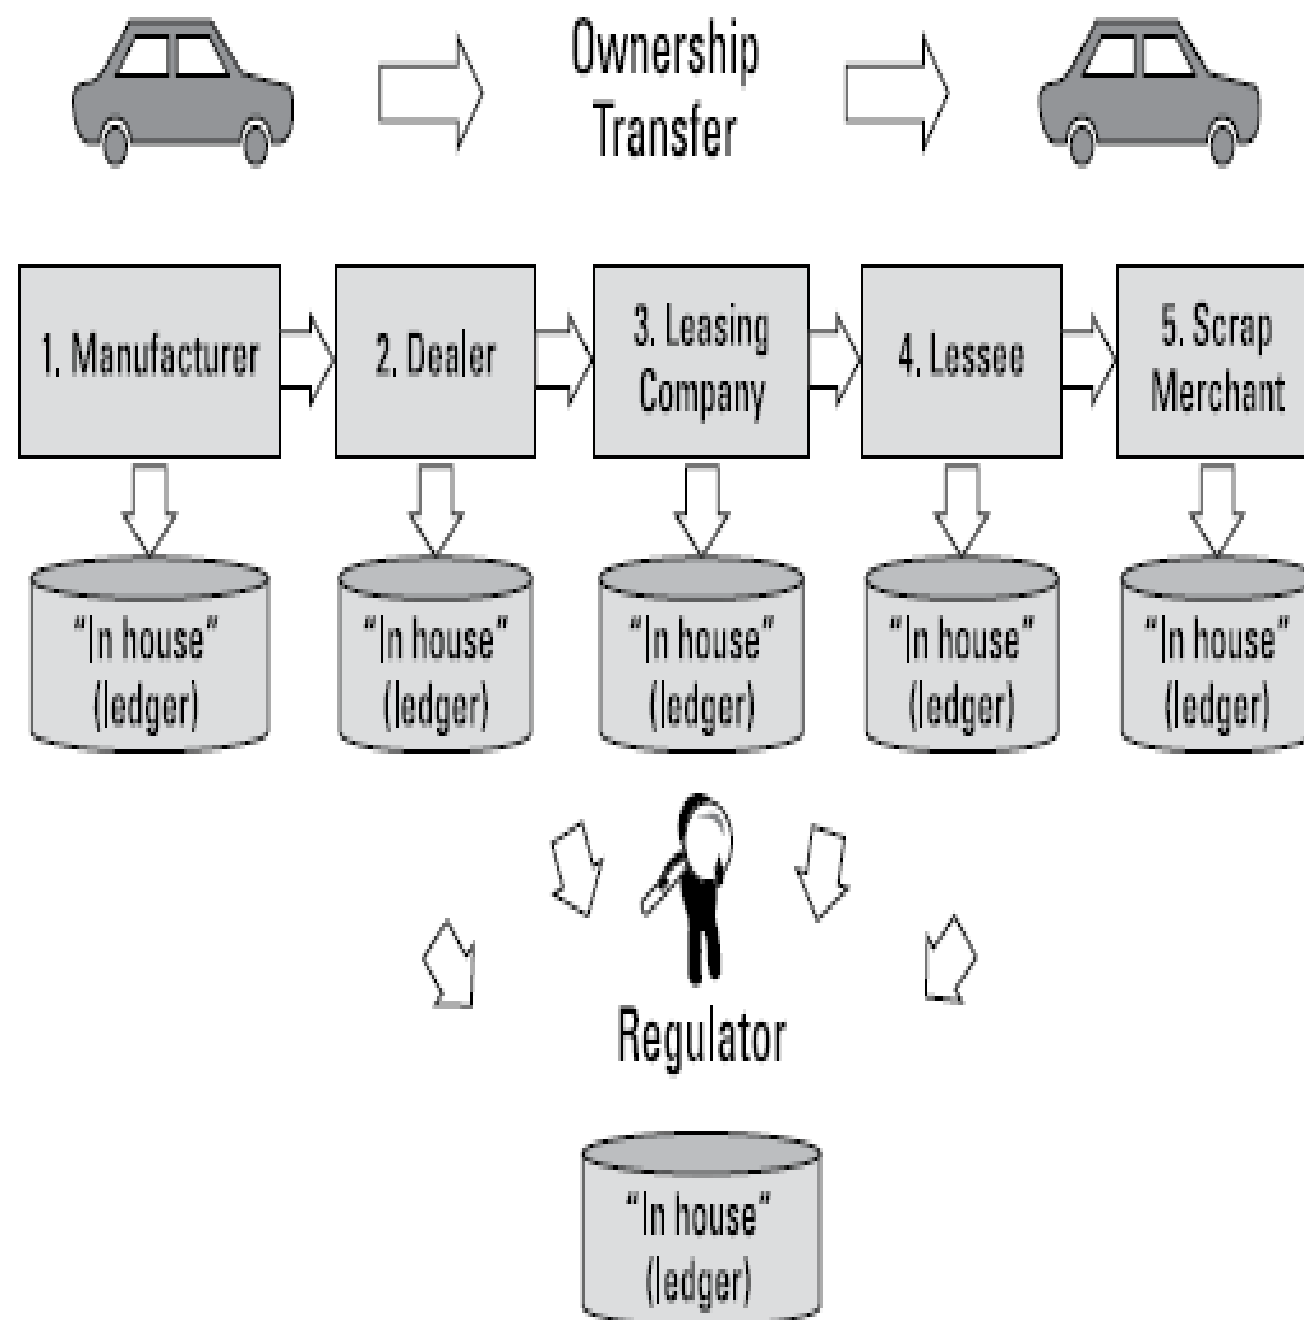 Ownership
Transfer
1. Manufacturer
2. Dealer
3. Leasing
Company
4. Lessee
5. Scrap
Merchant
“In house”
(ledger)
“In house”
(ledger)
“In house”
(ledger)
“In house”
(ledger)
“In house”
(ledger)
Regulator
“In house”
(ledger)